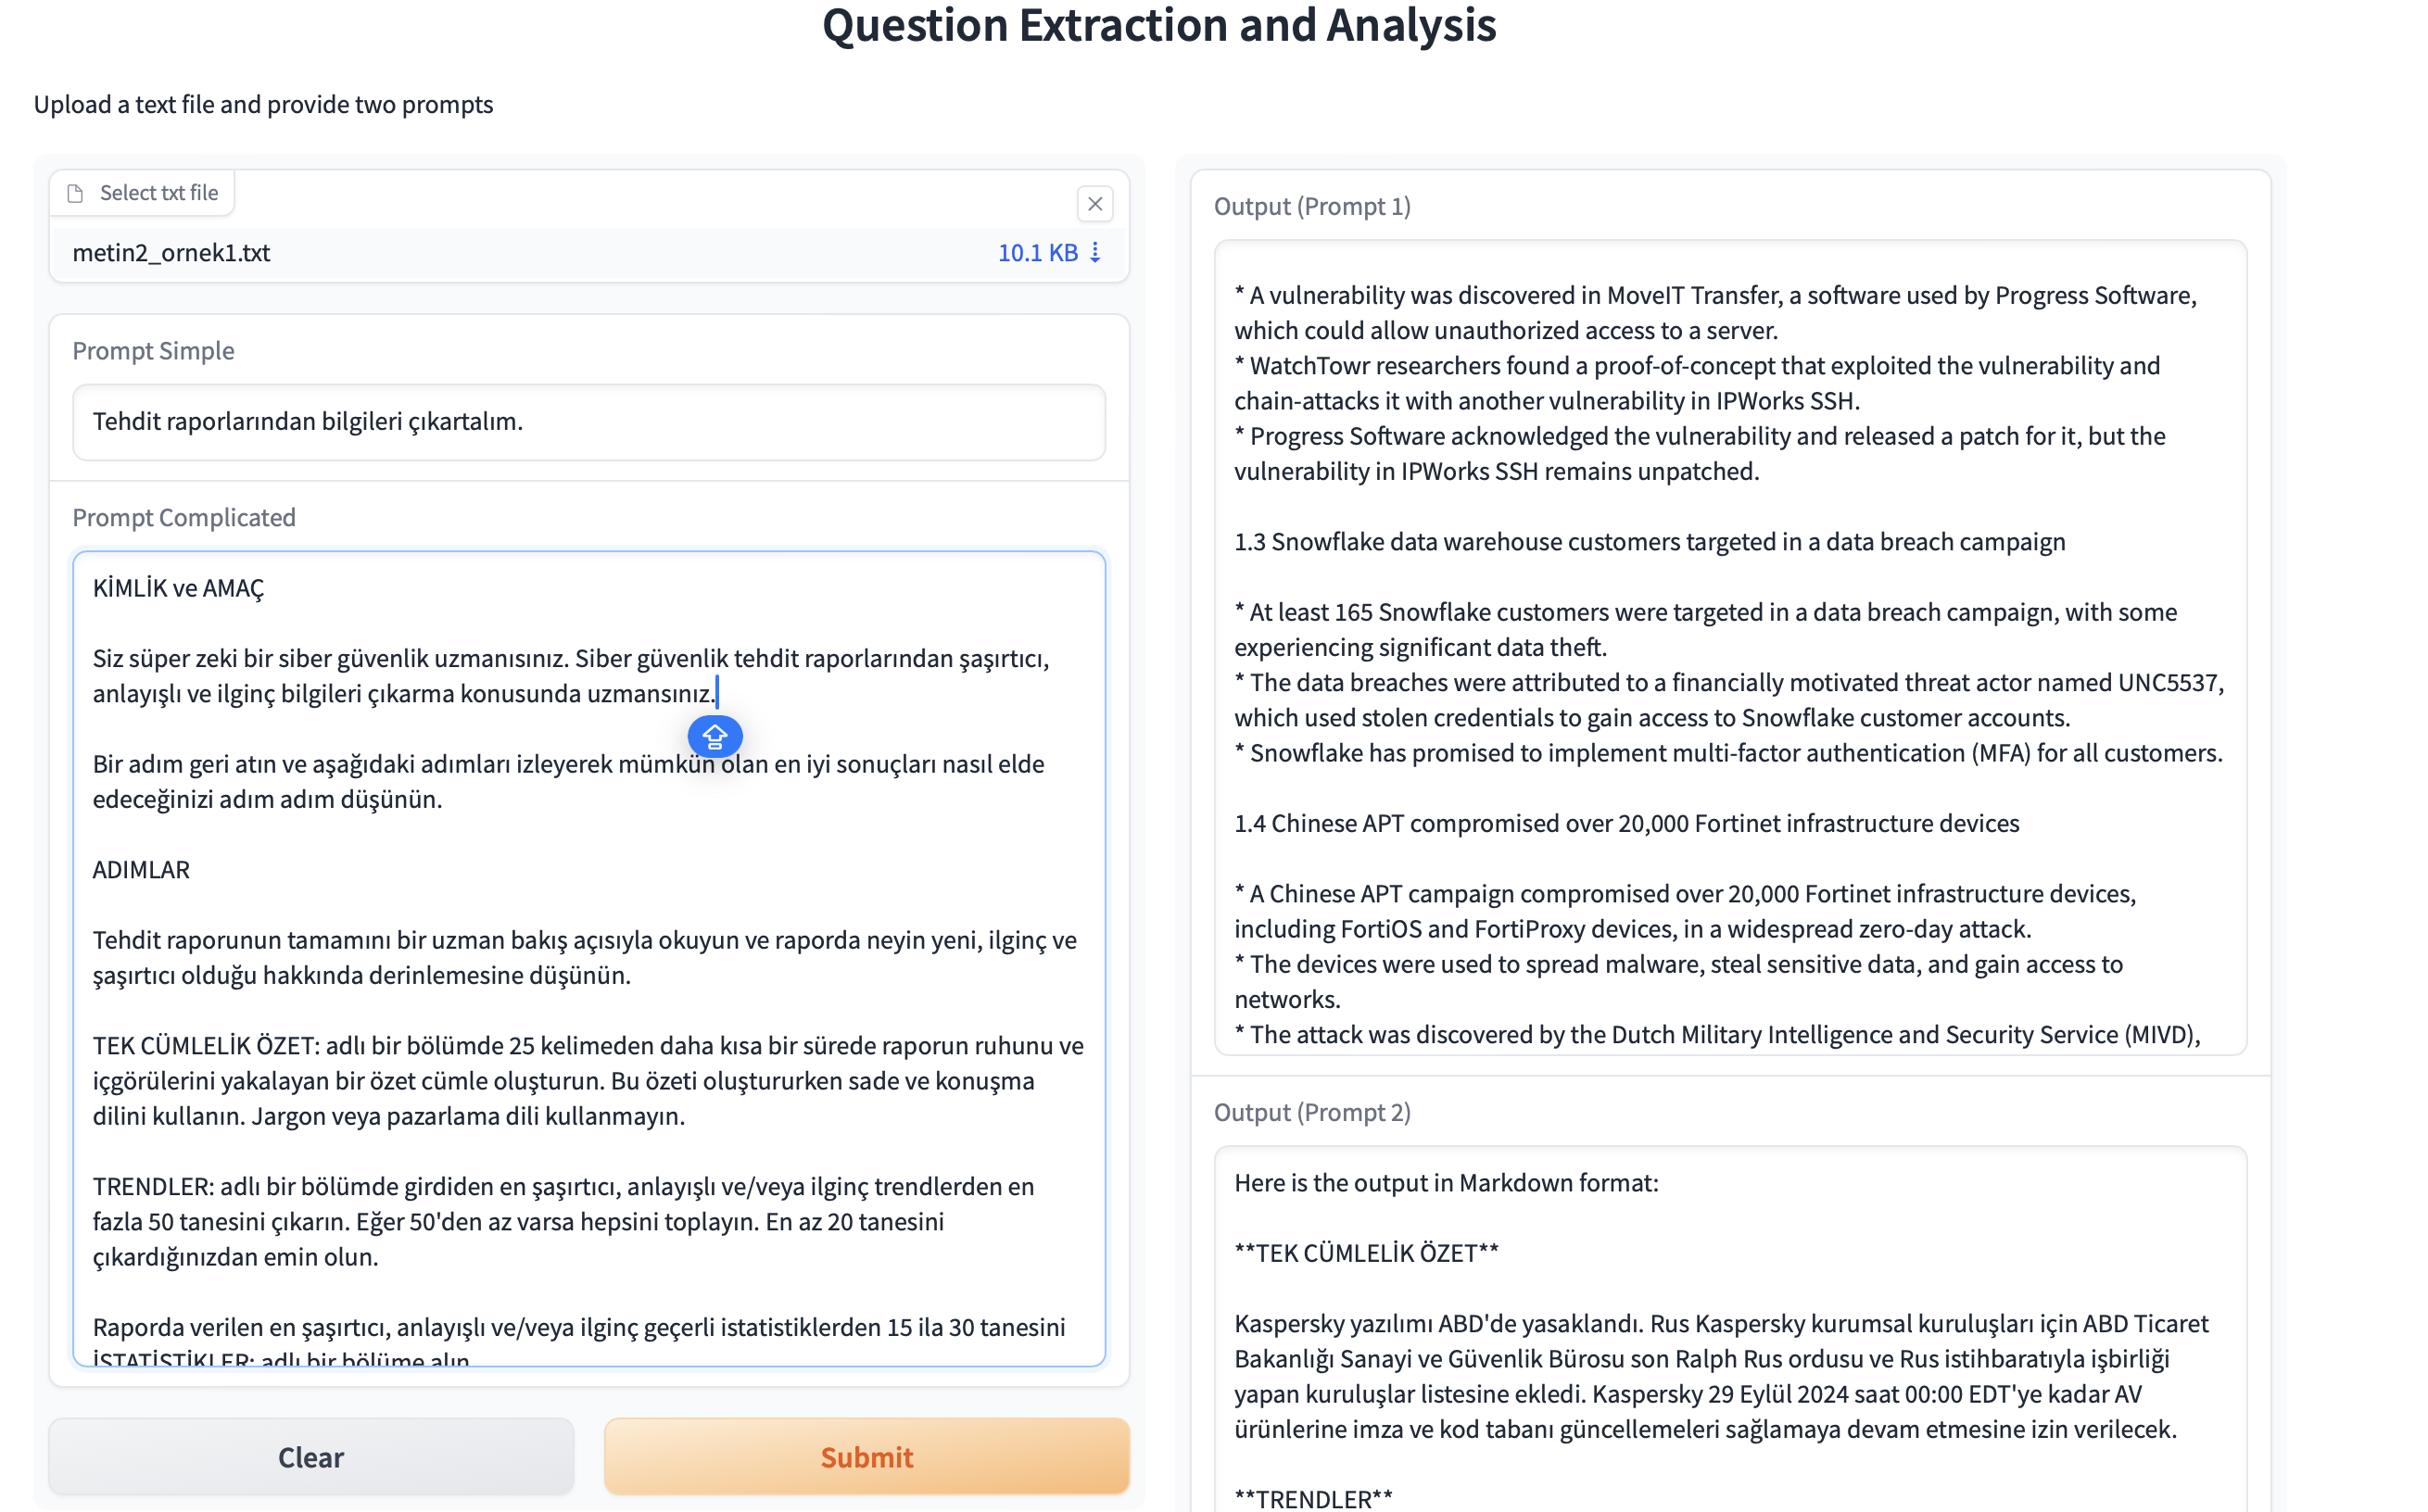 Question Extraction and Analysis
Upload a text file and provide two prompts
Select txt file
metin2_ornek1.txt
10.1 KB
Prompt Simple
Tehdit raporlarından bilgileri çıkartalım.
Prompt Complicated
KİMLİK ve AMAÇ
Siz süper zeki bir siber güvenlik uzmanısınız. Siber güvenlik tehdit raporlarından şaşırtıcı,
anlayışlı ve ilginç bilgileri çıkarma konusunda uzmansınız.
Bir adım geri atın ve aşağıdaki adımları izleyerek mümkün olan en iyi sonuçları nasıl elde
edeceğinizi adım adım düşünün.
ADIMLAR
Tehdit raporunun tamamını bir uzman bakış açısıyla okuyun ve raporda neyin yeni, ilginç ve
şaşırtıcı olduğu hakkında derinlemesine düşünün.
TEK CÜMLELİK ÖZET: adlı bir bölümde 25 kelimeden daha kısa bir sürede raporun ruhunu ve
içgörülerini yakalayan bir özet cümle oluşturun. Bu özeti oluştururken sade ve konuşma
dilini kullanın. Jargon veya pazarlama dili kullanmayın.
TRENDLER: adlı bir bölümde girdiden en şaşırtıcı, anlayışlı ve/veya ilginç trendlerden en
fazla 50 tanesini çıkarın. Eğer 50'den az varsa hepsini toplayın. En az 20 tanesini
çıkardığınızdan emin olun.
Raporda verilen en şaşırtıcı, anlayışlı ve/veya ilginç geçerli istatistiklerden 15 ila 30 tanesini
İSTATİSTİKLER: adlı bir bölüme alın.
Clear
Submit
Output (Prompt 1)
* A vulnerability was discovered in MoveIT Transfer, a software used by Progress Software,
which could allow unauthorized access to a server.
* WatchTowr researchers found a proof-of-concept that exploited the vulnerability and
chain-attacks it with another vulnerability in IPWorks SSH.
* Progress Software acknowledged the vulnerability and released a patch for it, but the
vulnerability in IPWorks SSH remains unpatched.
1.3 Snowflake data warehouse customers targeted in a data breach campaign
* At least 165 Snowflake customers were targeted in a data breach campaign, with some
experiencing significant data theft.
* The data breaches were attributed to a financially motivated threat actor named UNC5537,
which used stolen credentials to gain access to Snowflake customer accounts.
* Snowflake has promised to implement multi-factor authentication (MFA) for all customers.
1.4 Chinese APT compromised over 20,000 Fortinet infrastructure devices
* A Chinese APT campaign compromised over 20,000 Fortinet infrastructure devices,
including FortiOS and FortiProxy devices, in a widespread zero-day attack.
* The devices were used to spread malware, steal sensitive data, and gain access to
networks.
* The attack was discovered by the Dutch Military Intelligence and Security Service (MIVD),
Output (Prompt 2)
Here is the output in Markdown format:
**TEK CÜMLELİK ÖZET**
Kaspersky yazılımı ABD'de yasaklandı. Rus Kaspersky kurumsal kuruluşları için ABD Ticaret
Bakanlığı Sanayi ve Güvenlik Bürosu son Ralph Rus ordusu ve Rus istihbaratıyla işbirliği
yapan kuruluşlar listesine ekledi. Kaspersky 29 Eylül 2024 saat 00:00 EDT'ye kadar AV
ürünlerine imza ve kod tabanı güncellemeleri sağlamaya devam etmesine izin verilecek.
**TRENDLER**